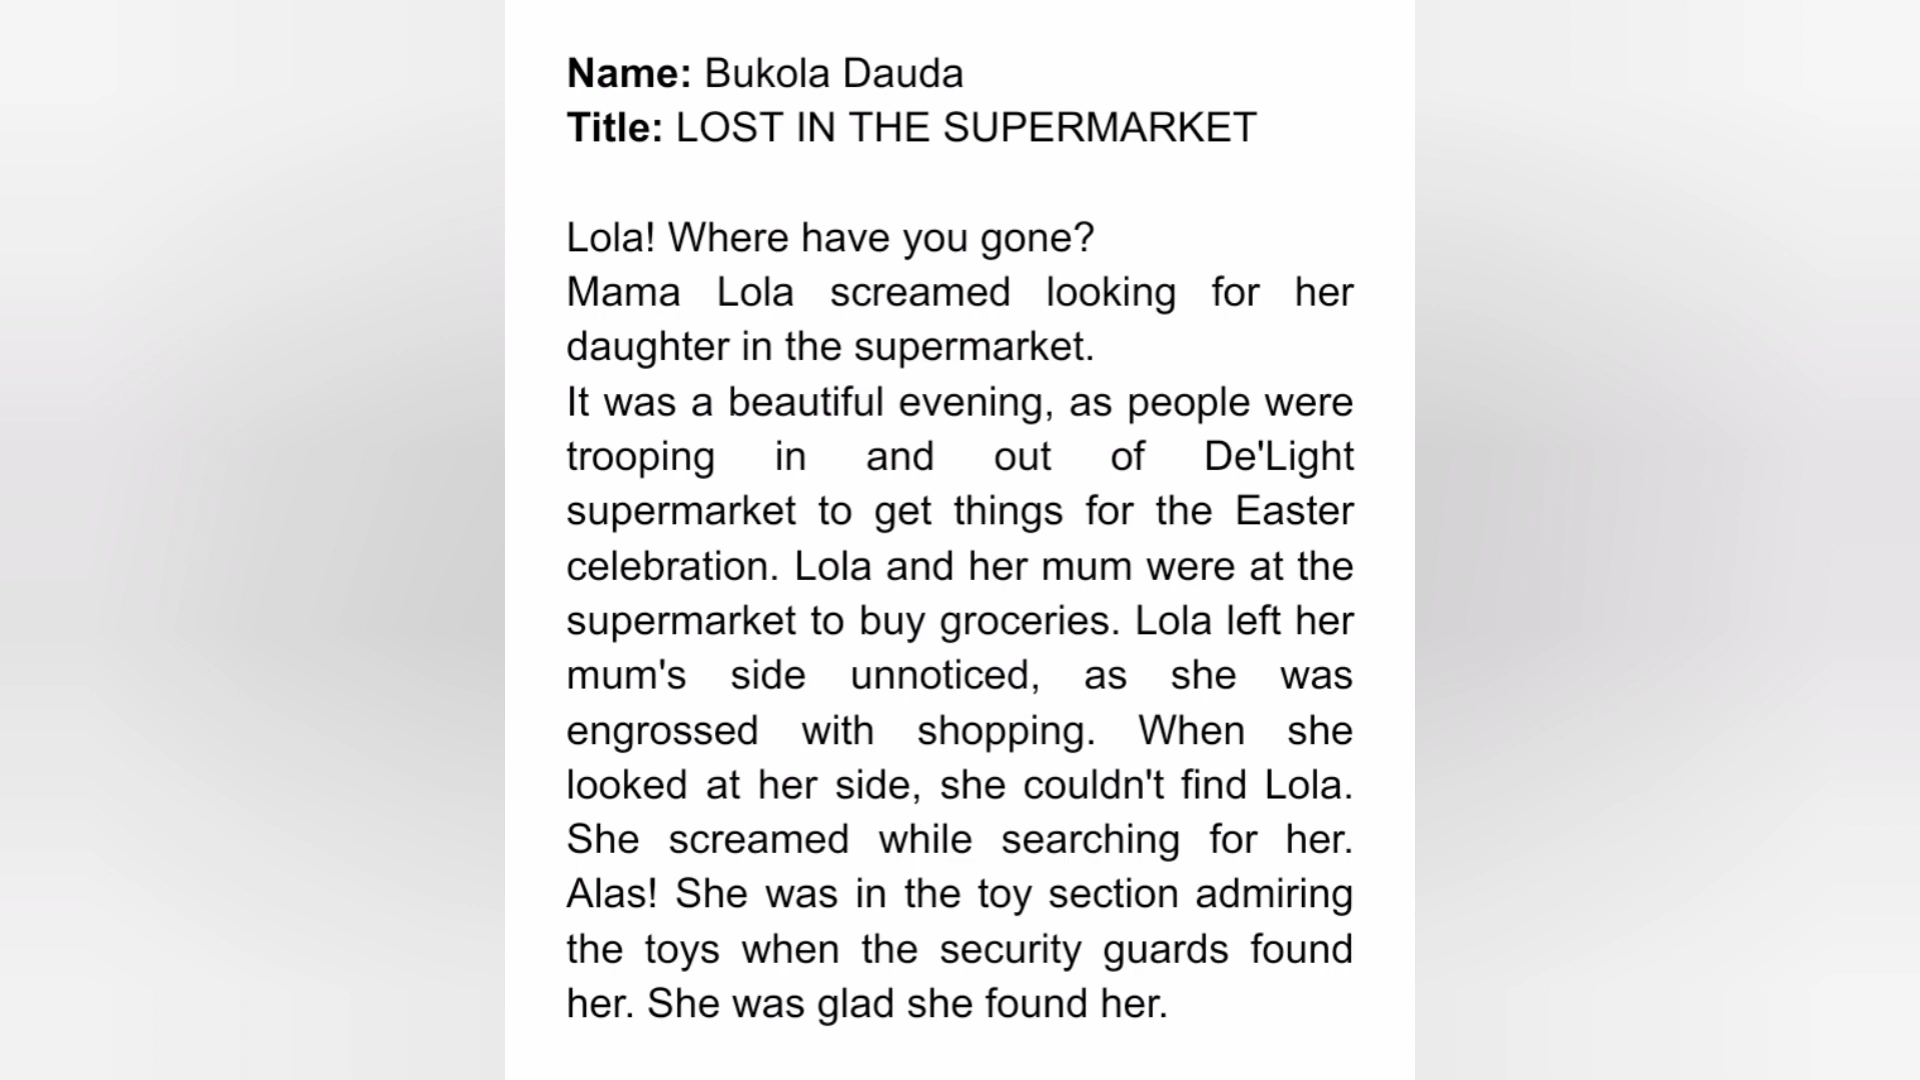 Name: Bukola Dauda
Title: LOST IN THE SUPERMARKET
Lola! Where have you gone?
Mama Lola screamed looking for her
daughter in the supermarket.
It was a beautiful evening, as people were
trooping in and out of De'Light
supermarket to get things for the Easter
celebration. Lola and her mum were at the
supermarket to buy groceries. Lola left her
mum's side unnoticed, as she was
engrossed with shopping. When she
looked at her side, she couldn't find Lola.
She screamed while searching for her.
Alas! She was in the toy section admiring
the toys when the security guards found
her. She was glad she found her.